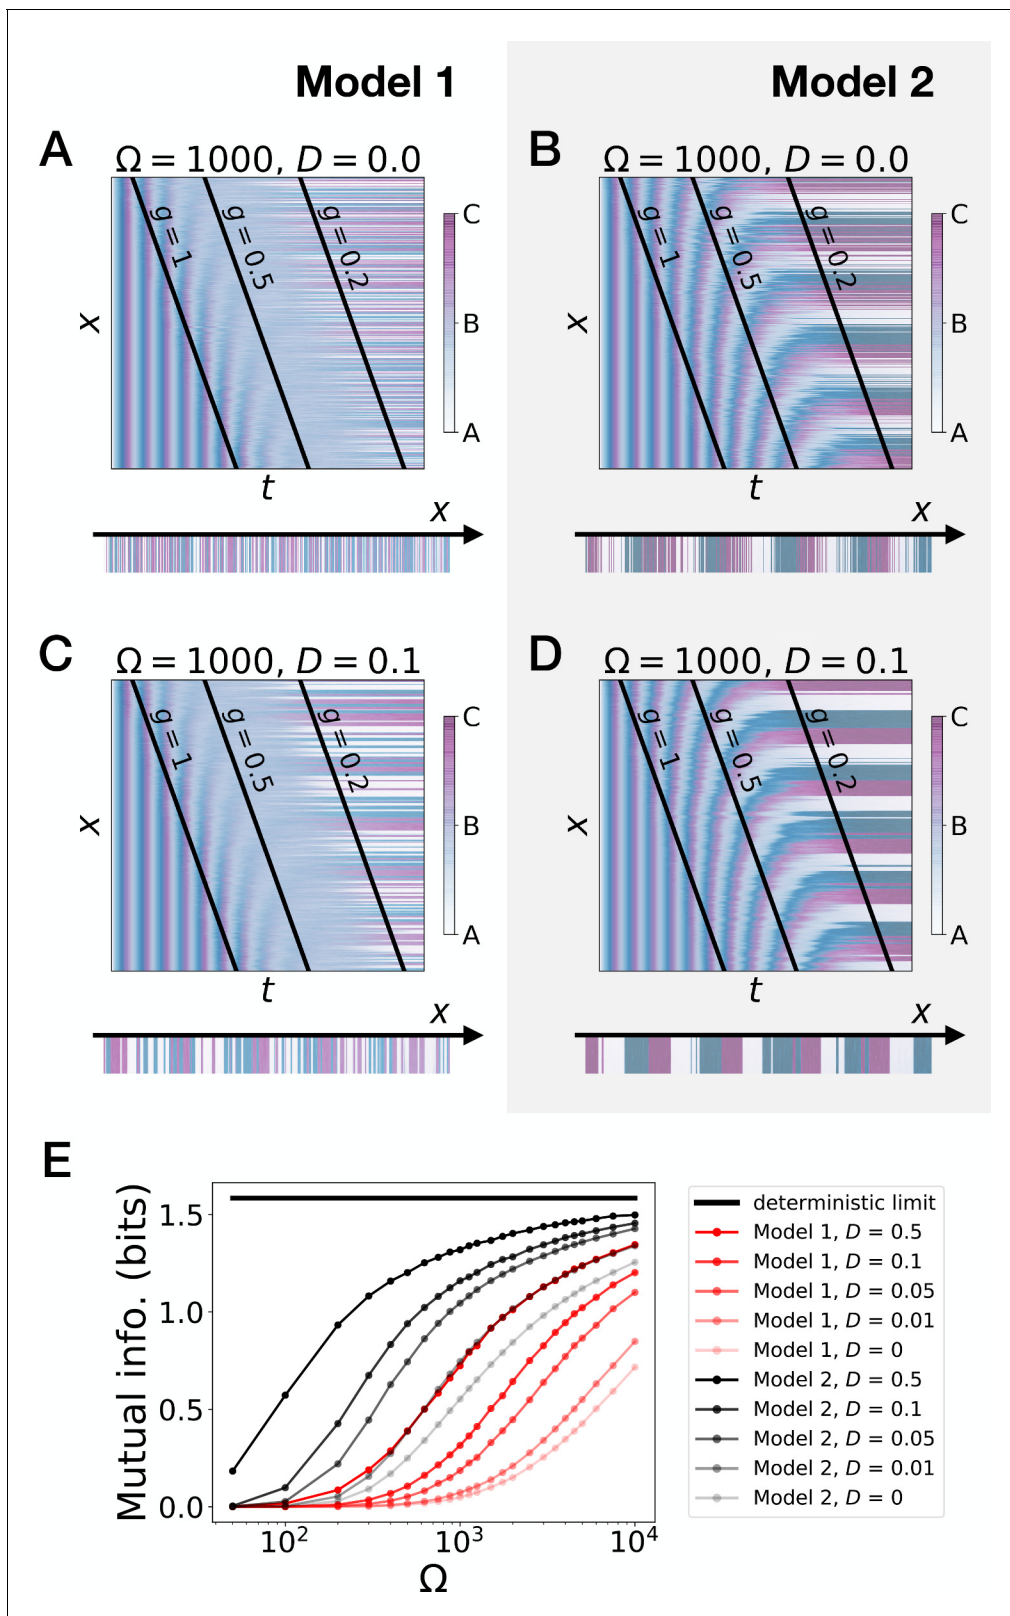 Model 1
Model 2
A
Ω = 1000, D = 0.0
g = 1
g = 0.5
g = 0.2
x
t
C
B
A
x
B
Ω = 1000, D = 0.0
g = 1
g = 0.5
g = 0.2
x
t
C
B
A
x
C
Ω = 1000, D = 0.1
g = 1
g = 0.5
g = 0.2
x
t
C
B
A
x
D
Ω = 1000, D = 0.1
g = 1
g = 0.5
g = 0.2
x
t
C
B
A
x
E
Mutual info. (bits)
1.5
1.0
0.5
0.0
10²
10³
10⁴
Ω
deterministic limit
Model 1, D = 0.5
Model 1, D = 0.1
Model 1, D = 0.05
Model 1, D = 0.01
Model 1, D = 0
Model 2, D = 0.5
Model 2, D = 0.1
Model 2, D = 0.05
Model 2, D = 0.01
Model 2, D = 0